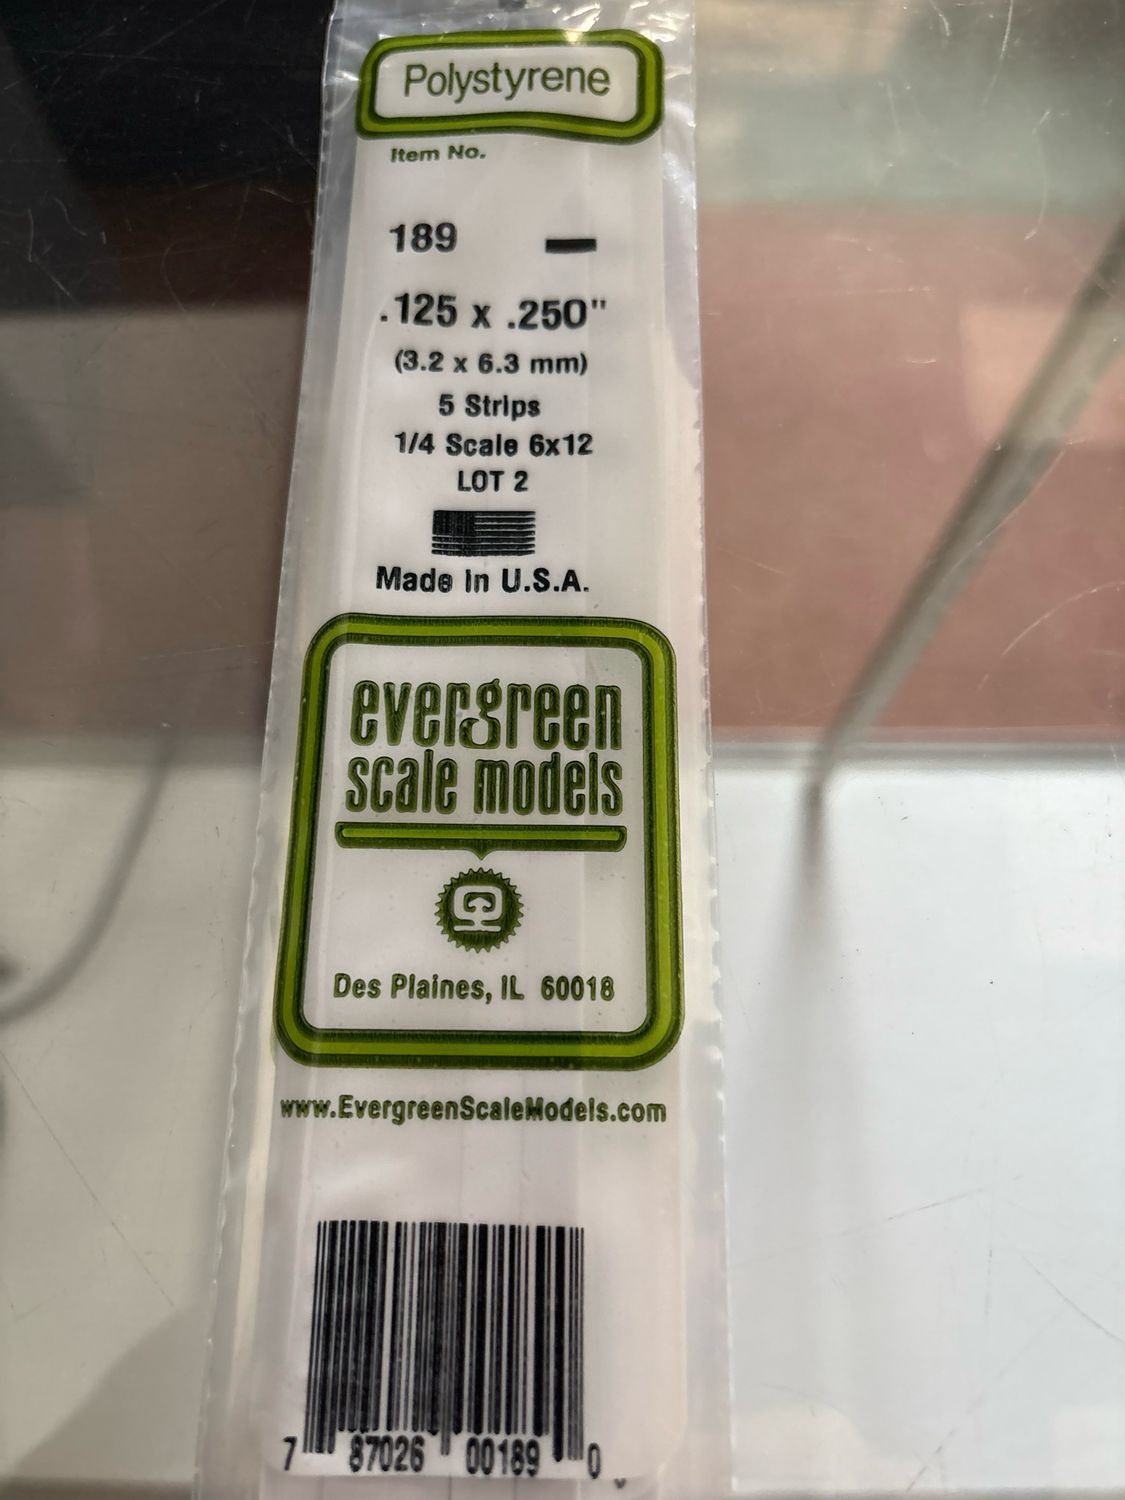 Polystyrene
Item No.
189
.125 x .250"
(3.2 x 6.3 mm)
5 Strips
1/4 Scale 6x12
LOT 2
Made In U.S.A.
evergreen
scale models
Des Plaines, IL 60018
www.EvergreenScaleModels.com
7 87026 00189 0